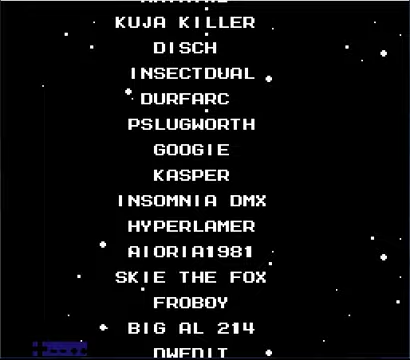 KUJA KILLER
DISCH
INSECTDUAL
DURFARC
PSLUGWORTH
GOOGIE
KASPER
INSOMNIA DMX
HYPERLAMER
AIORIA1981
SKIE THE FOX
FROBOY
BIG AL 214
DWEDIT